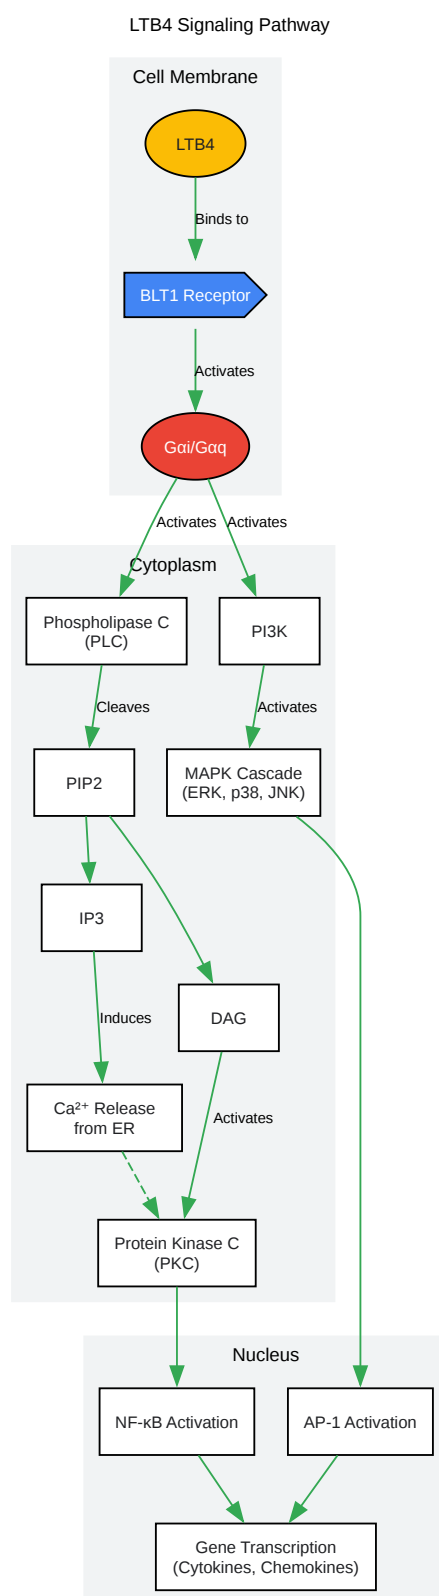 LTB4 Signaling Pathway
Cell Membrane
LTB4
Binds to
BLT1 Receptor
Activates
Gαi/Gαq
Activates
Activates
Cytoplasm
Phospholipase C
(PLC)
PI3K
Cleaves
Activates
PIP2
MAPK Cascade
(ERK, p38, JNK)
IP3
DAG
Induces
Ca²⁺ Release
from ER
Activates
Protein Kinase C
(PKC)
Nucleus
NF-κB Activation
AP-1 Activation
Gene Transcription
(Cytokines, Chemokines)